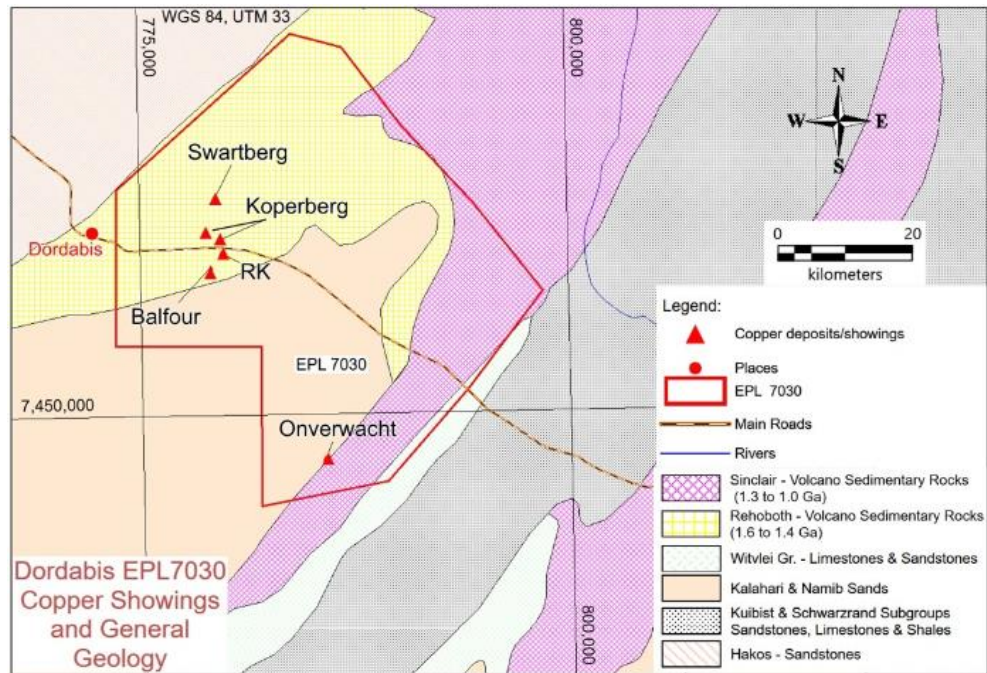 WGS 84, UTM 33
775,000
800,000
N
W
E
S
Swartberg
Koperberg
Dordabis
RK
Balfour
0
20
kilometers
EPL 7030
7,450,000
Onverwacht
800,000
Dordabis EPL7030
Copper Showings
and General
Geology
Legend:
Copper deposits/showings
Places
EPL 7030
Main Roads
Rivers
Sinclair - Volcano Sedimentary Rocks
(1.3 to 1.0 Ga)
Rehoboth - Volcano Sedimentary Rocks
(1.6 to 1.4 Ga)
Witvlei Gr. - Limestones & Sandstones
Kalahari & Namib Sands
Kuibist & Schwarzrand Subgroups
Sandstones, Limestones & Shales
Hakos - Sandstones